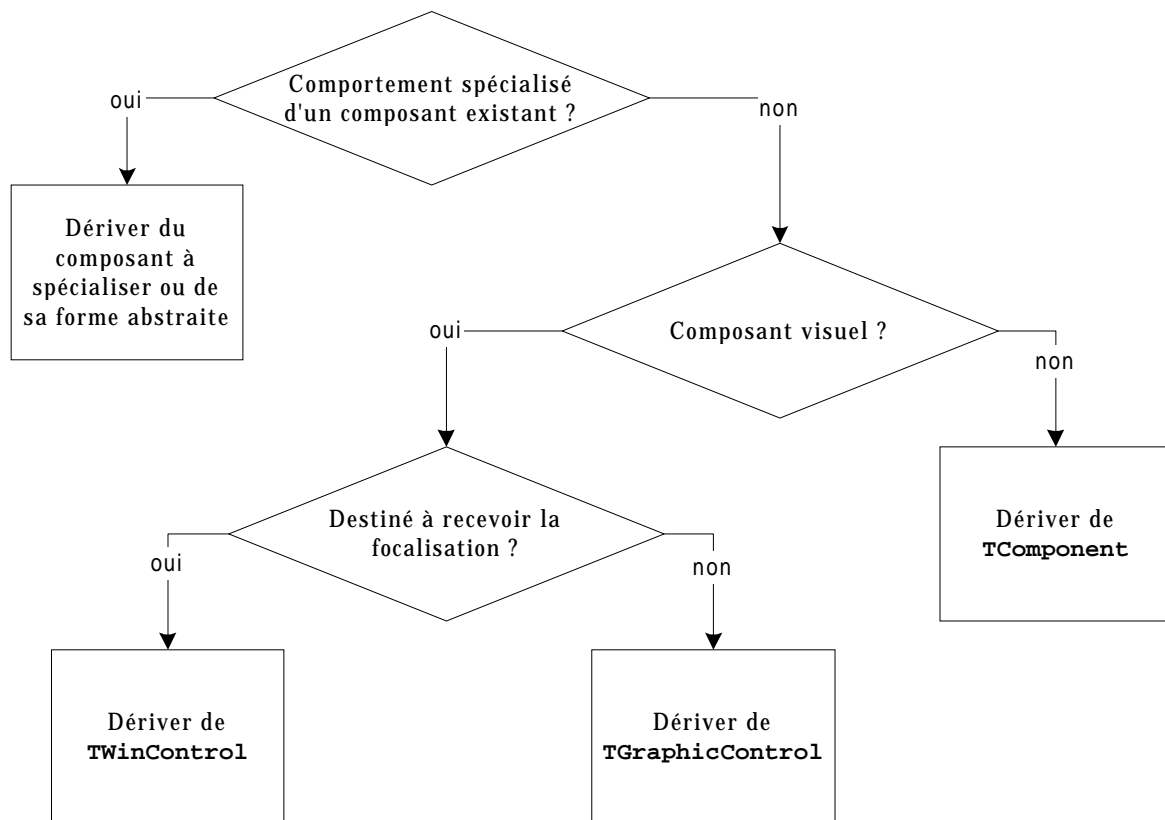 Comportement spécialisé
d'un composant existant ?
oui
non
Dériver du
composant à
spécialiser ou de
sa forme abstraite
Composant visuel ?
oui
non
Destiné à recevoir la
focalisation ?
oui
non
Dériver de
TComponent
Dériver de
TWinControl
Dériver de
TGraphicControl